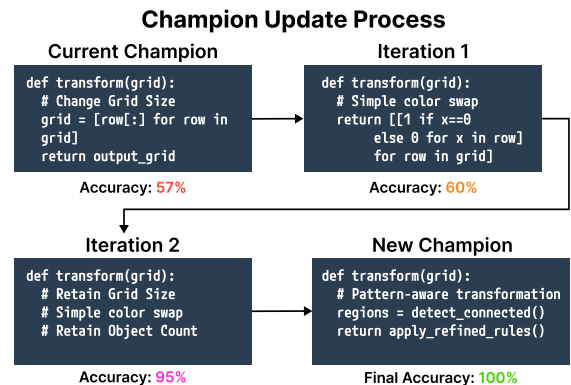 Champion Update Process
Current Champion
def transform(grid):
# Change Grid Size
grid = [row[:] for row in
grid]
return output_grid
Accuracy: 57%
Iteration 1
def transform(grid):
# Simple color swap
return [[1 if x==0
else 0 for x in row]
for row in grid]
Accuracy: 60%
Iteration 2
def transform(grid):
# Retain Grid Size
# Simple color swap
# Retain Object Count
Accuracy: 95%
New Champion
def transform(grid):
# Pattern-aware transformation
regions = detect_connected()
return apply_refined_rules()
Final Accuracy: 100%